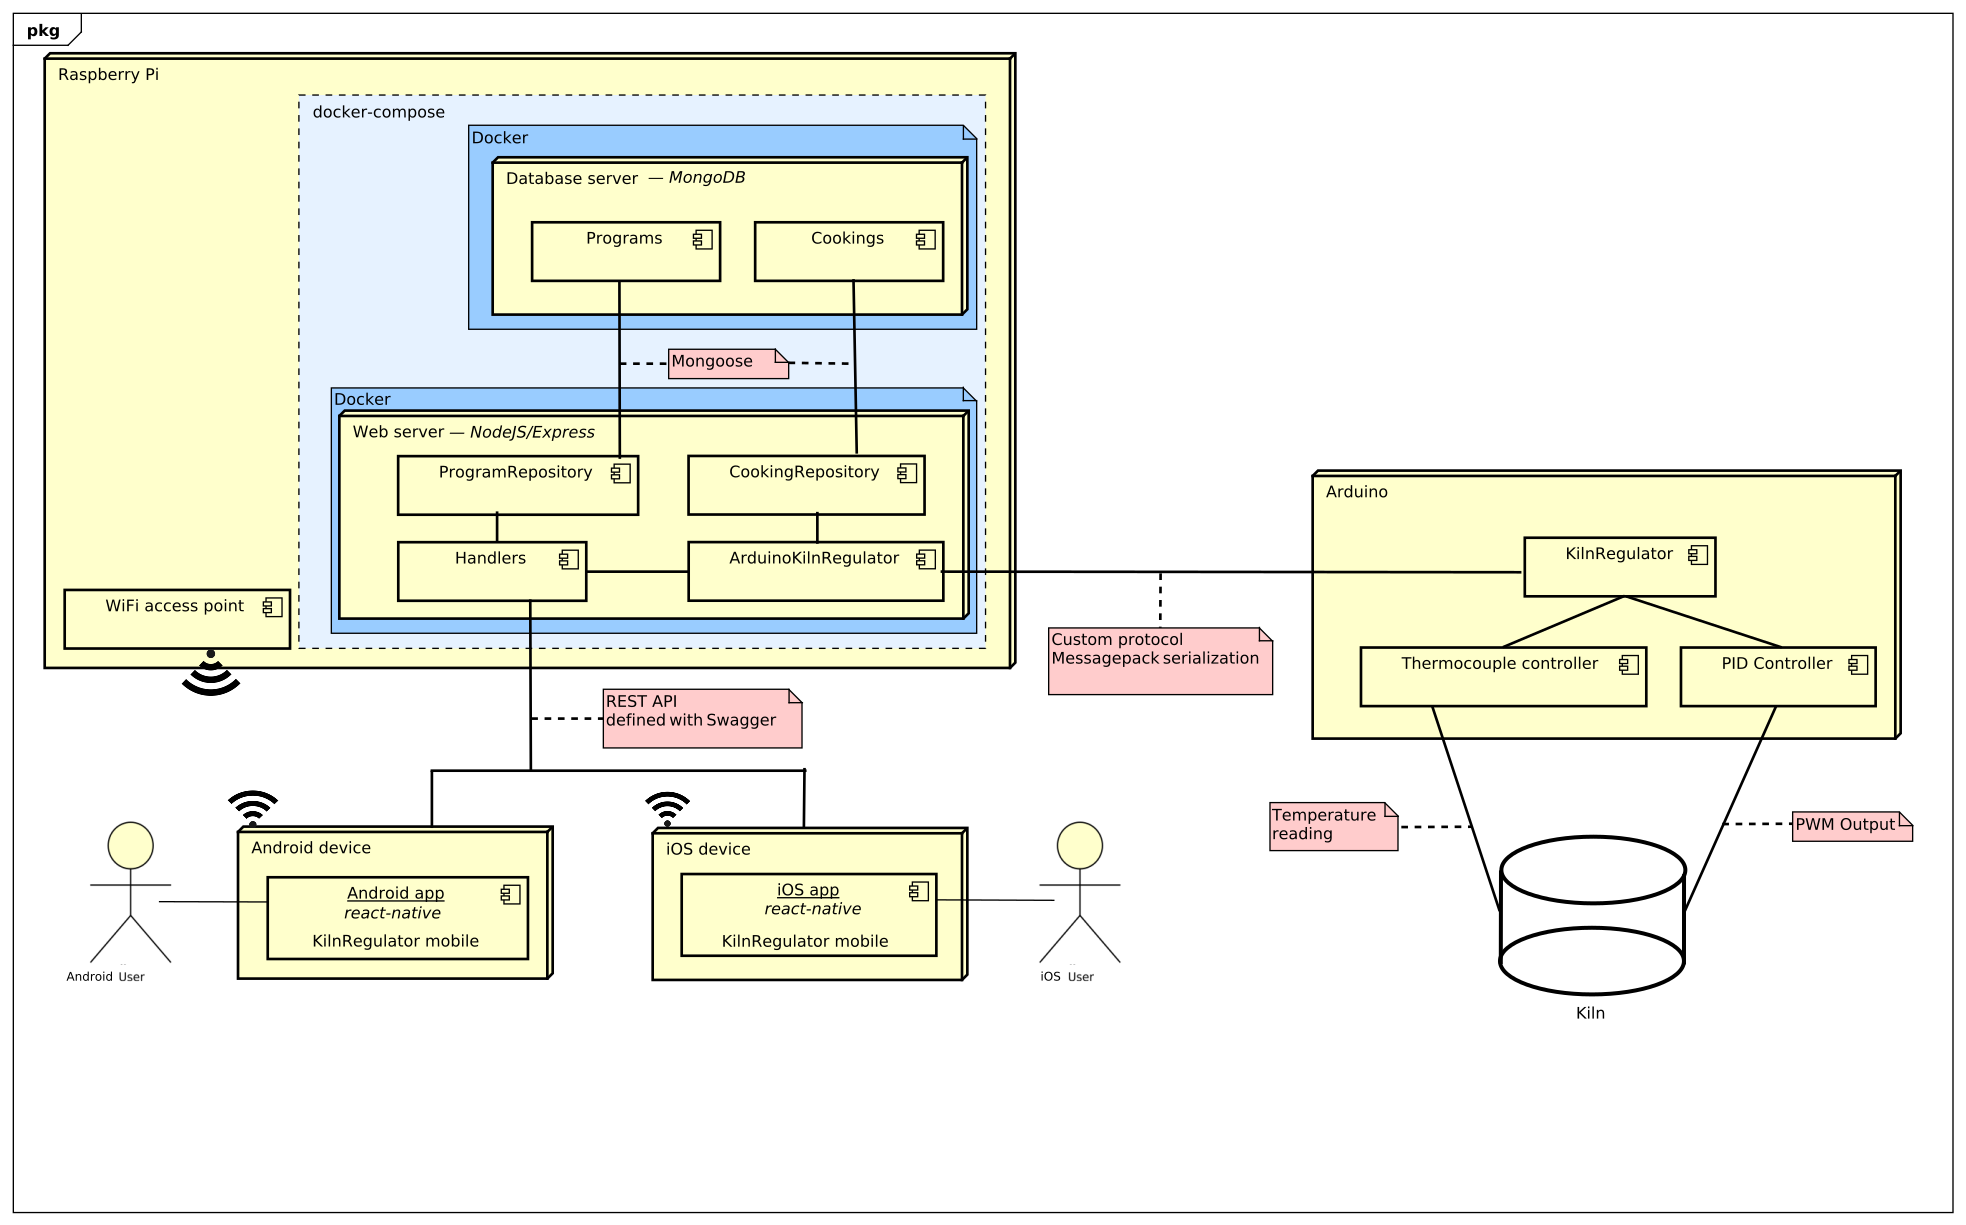 pkg
Raspberry Pi
docker-compose
Docker
Database server — MongoDB
Programs
Cookings
Mongoose
Docker
Web server — NodeJS/Express
ProgramRepository
CookingRepository
Handlers
ArduinoKilnRegulator
WiFi access point
Arduino
KilnRegulator
Thermocouple controller
PID Controller
Custom protocol
Messagepack serialization
REST API
defined with Swagger
Temperature
reading
PWM Output
Android device
Android app
react-native
KilnRegulator mobile
Android User
iOS device
iOS app
react-native
KilnRegulator mobile
iOS User
Kiln